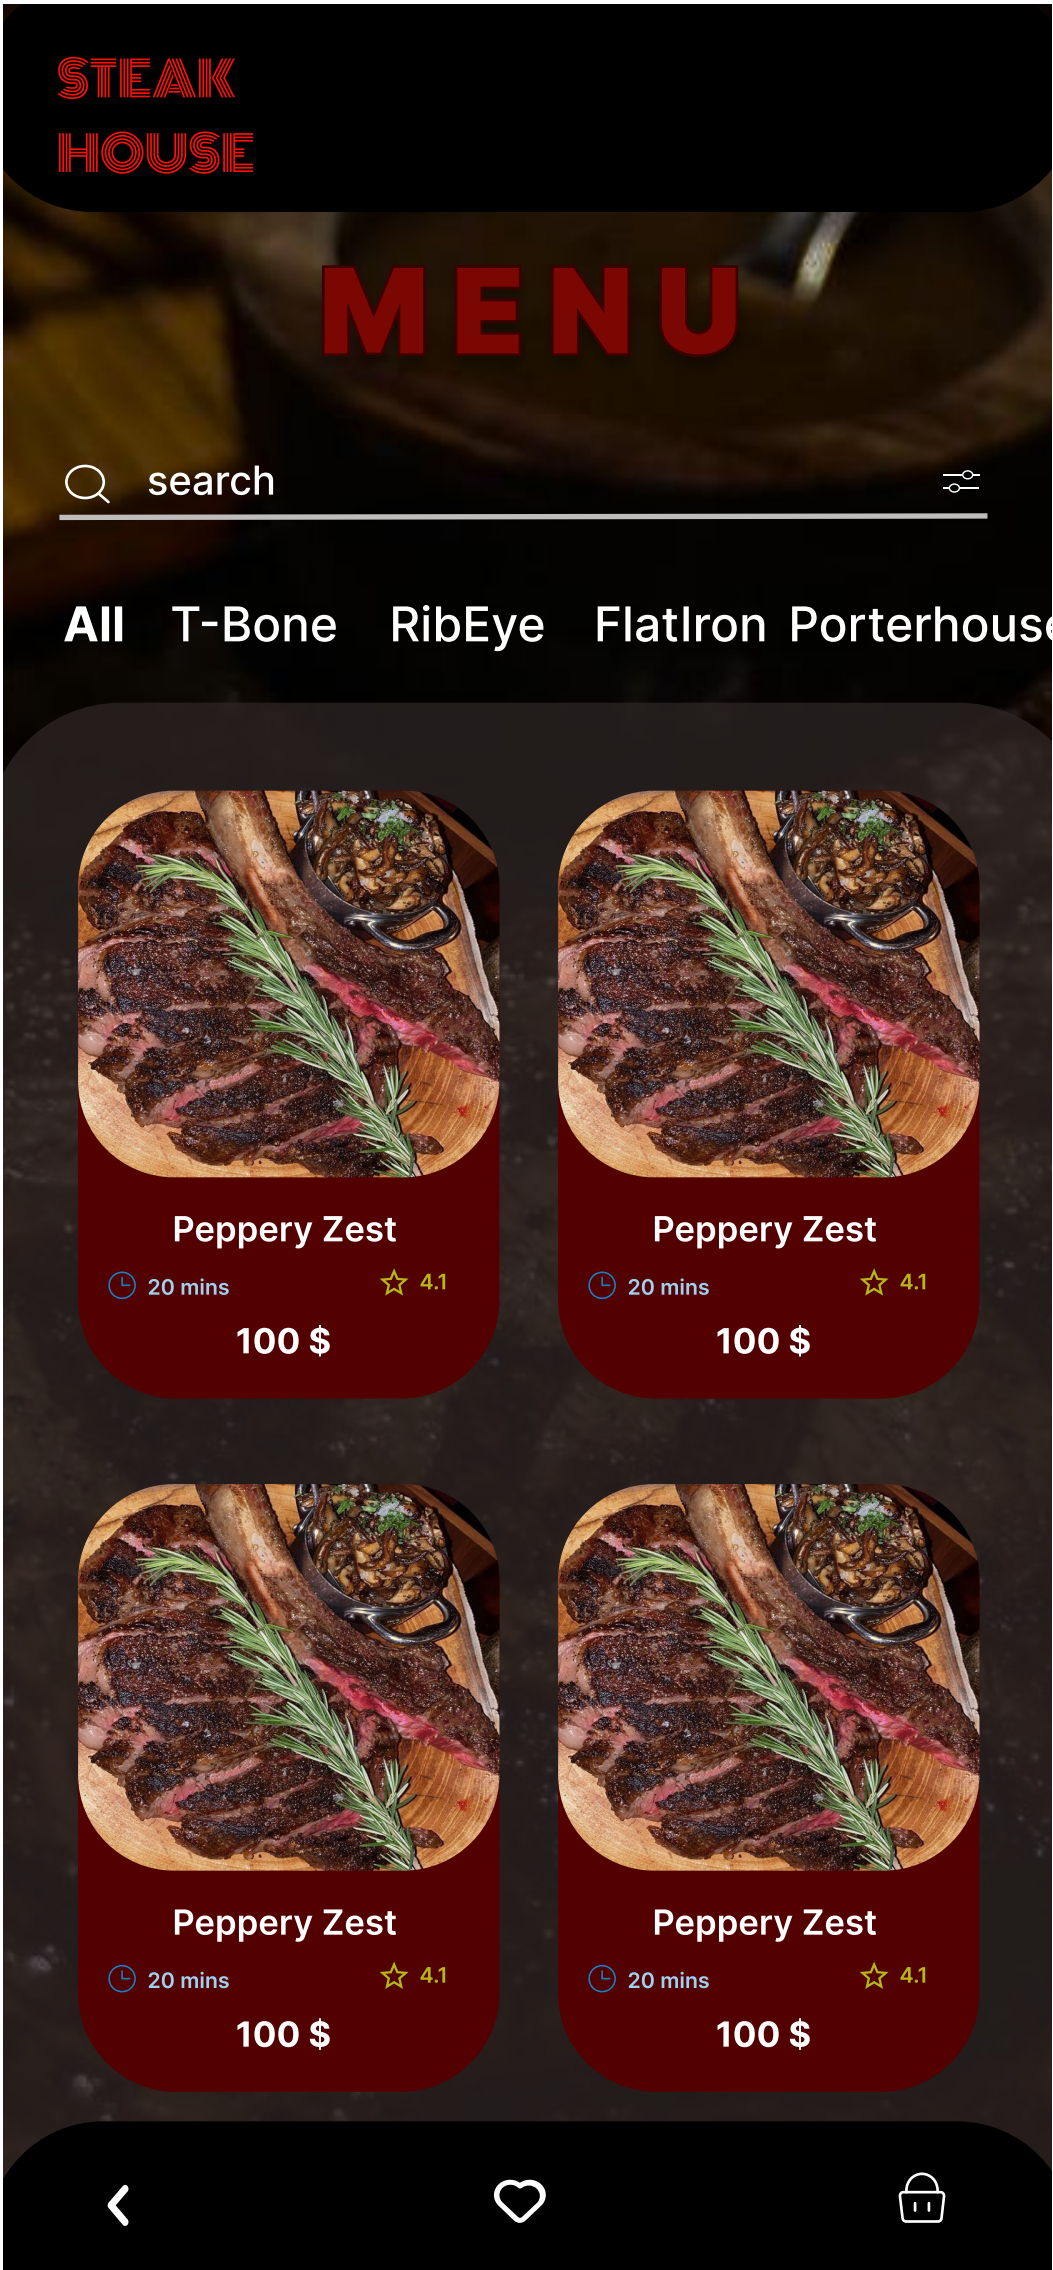 STEAK
HOUSE
MENU
search
All T-Bone RibEye FlatIron Porterhouse
Peppery Zest Peppery Zest
20 mins 4.1 20 mins 4.1
100 $ 100 $
Peppery Zest Peppery Zest
20 mins 4.1 20 mins 4.1
100 $ 100 $